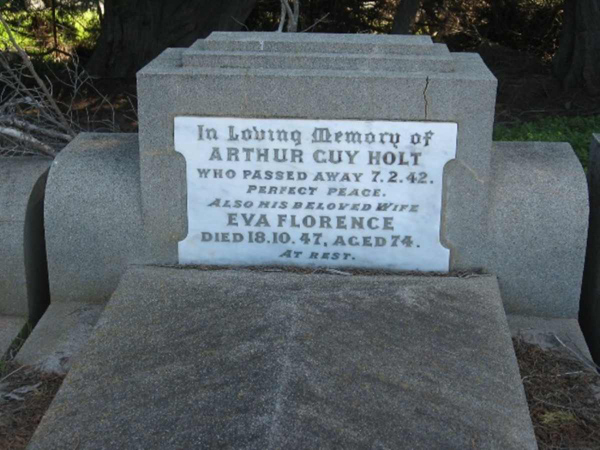 In Loving Memory of
ARTHUR GUY HOLT
WHO PASSED AWAY 7.2.42.
PERFECT PEACE.
ALSO HIS BELOVED WIFE
EVA FLORENCE
DIED 18.10.47, AGED 74.
AT REST.